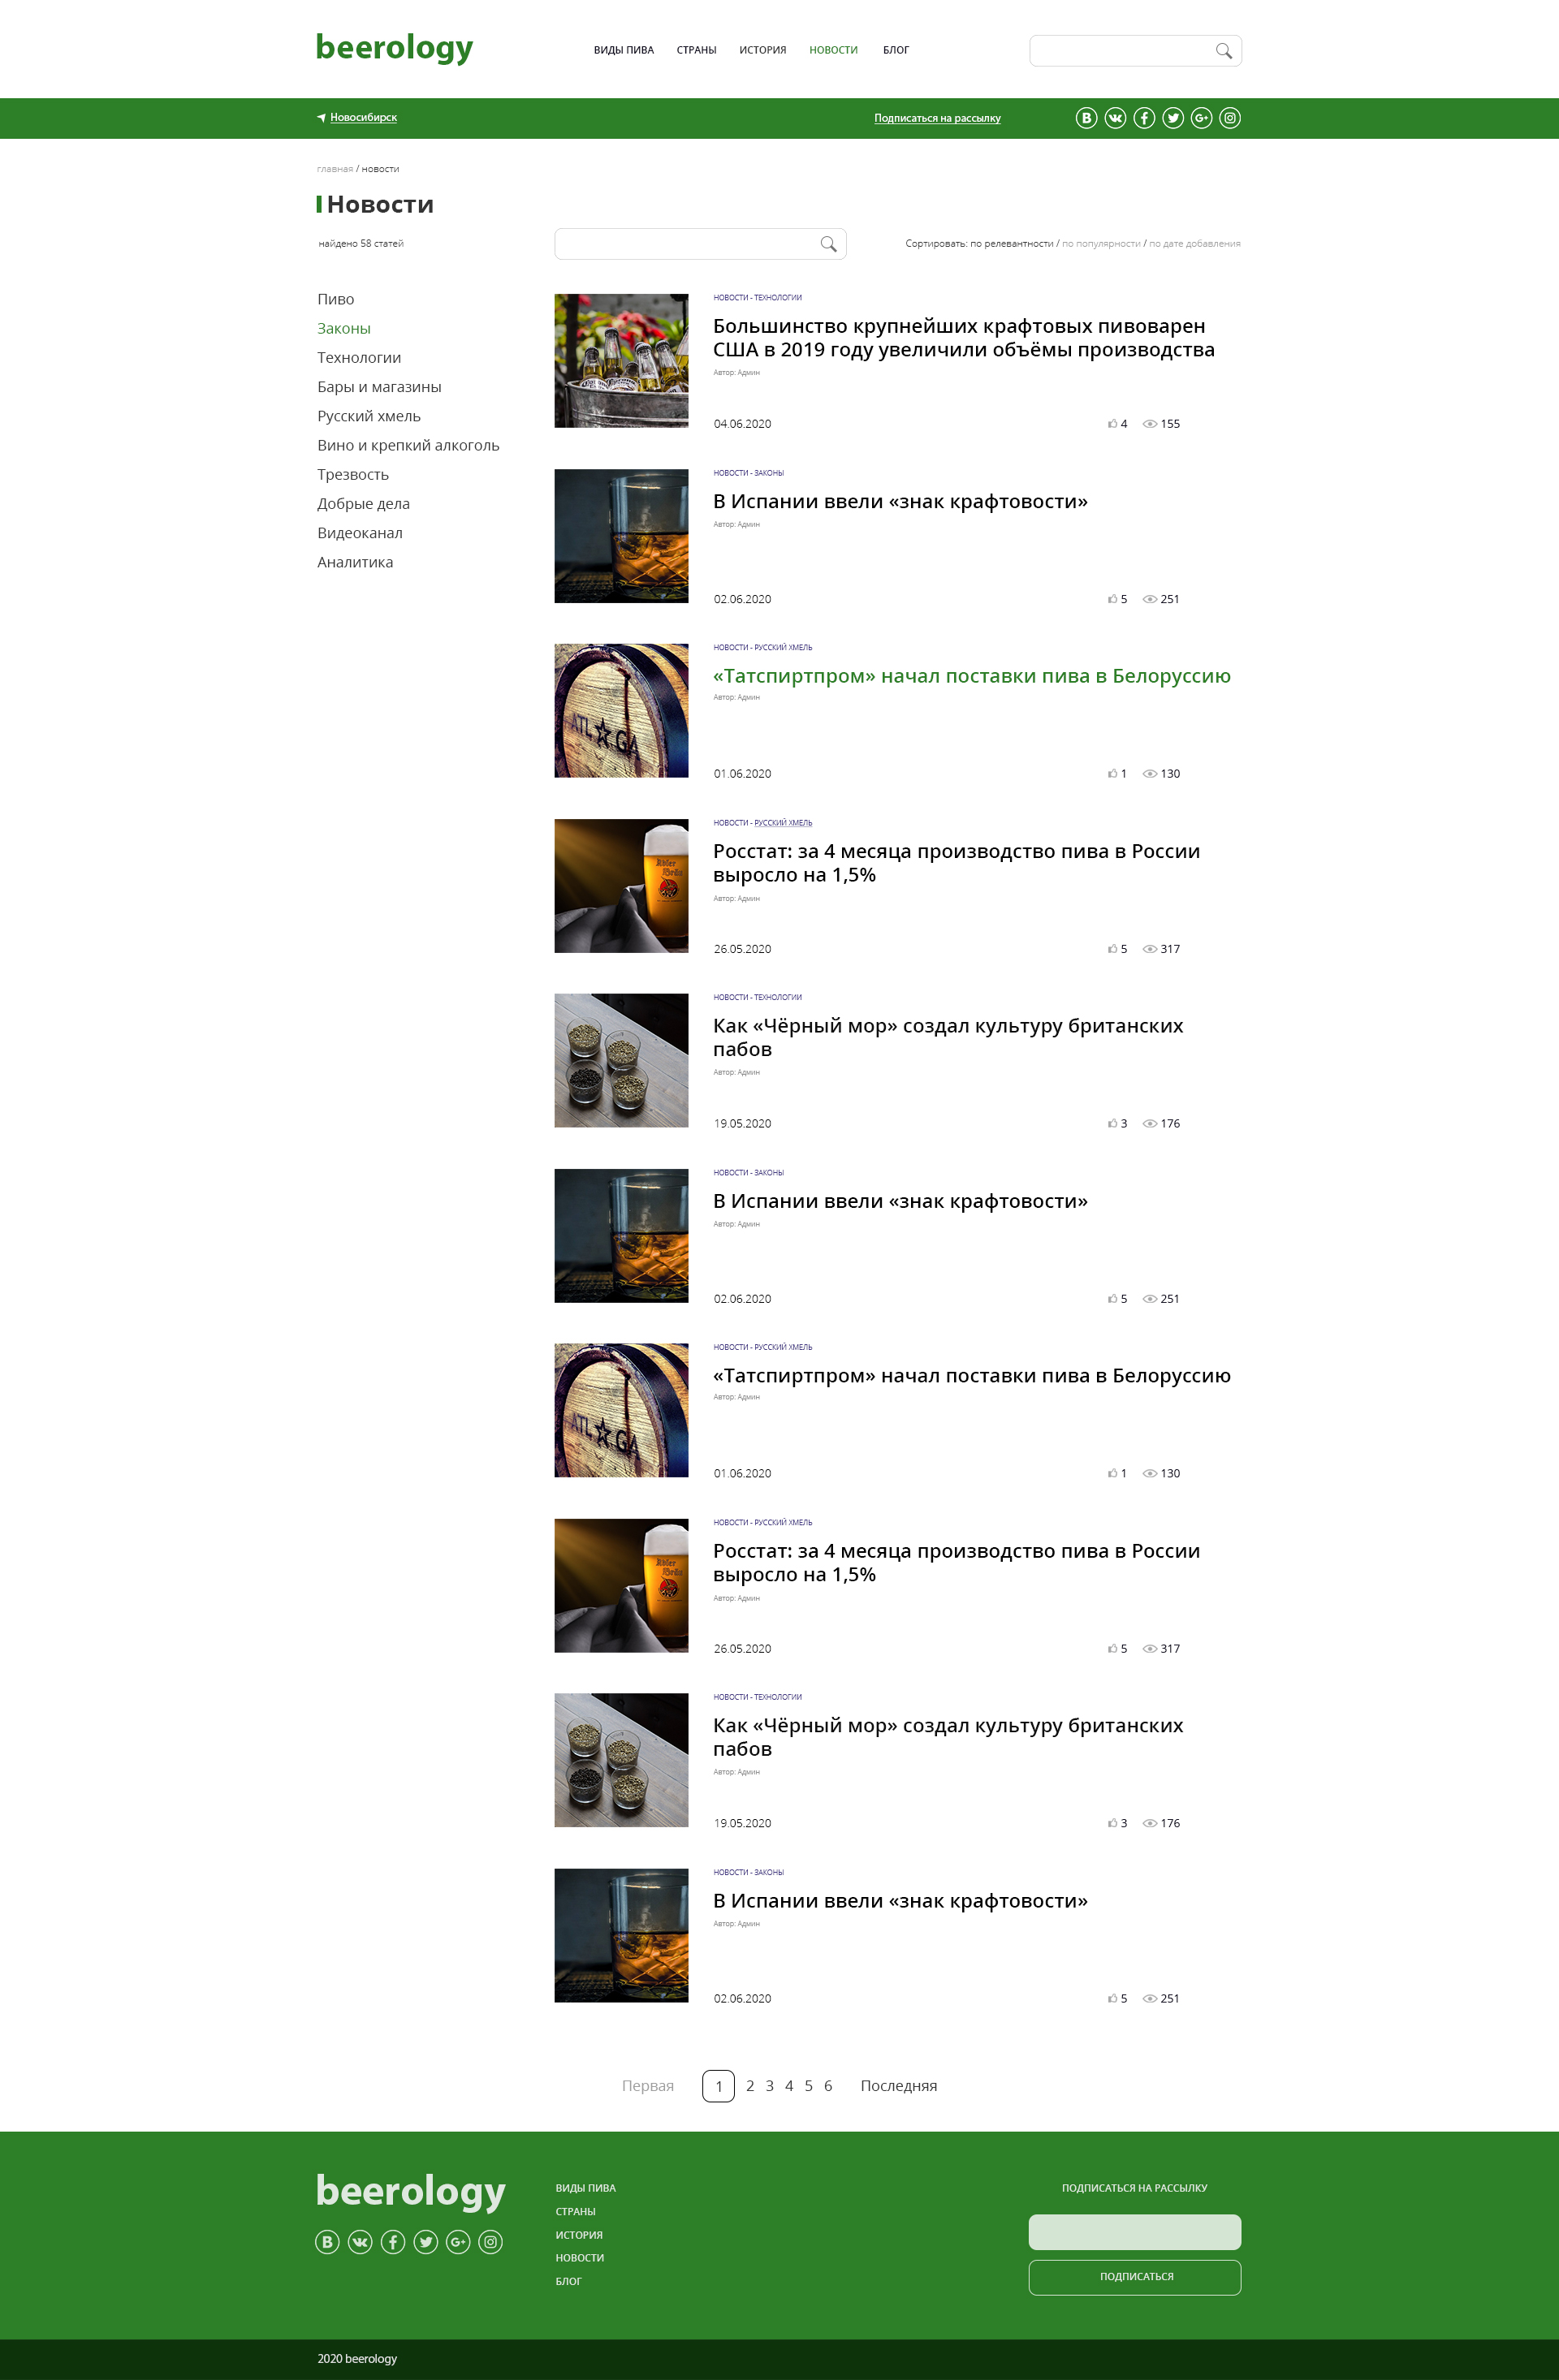 beerology
ВИДЫ ПИВА СТРАНЫ ИСТОРИЯ НОВОСТИ БЛОГ
Новосибирск
Подписаться на рассылку
главная / новости
Новости
найдено 58 статей
Сортировать: по релевантности / по популярности / по дате добавления
Пиво
Законы
Технологии
Бары и магазины
Русский хмель
Вино и крепкий алкоголь
Трезвость
Добрые дела
Видеоканал
Аналитика
НОВОСТИ - ТЕХНОЛОГИИ
Большинство крупнейших крафтовых пивоварен
США в 2019 году увеличили объёмы производства
Автор: Админ
04.06.2020 4 155
НОВОСТИ - ЗАКОНЫ
В Испании ввели «знак крафтовости»
Автор: Админ
02.06.2020 5 251
ATL GA
НОВОСТИ - РУССКИЙ ХМЕЛЬ
«Татспиртпром» начал поставки пива в Белоруссию
Автор: Админ
01.06.2020 1 130
НОВОСТИ - РУССКИЙ ХМЕЛЬ
Росстат: за 4 месяца производство пива в России
выросло на 1,5%
Автор: Админ
26.05.2020 5 317
НОВОСТИ - ТЕХНОЛОГИИ
Как «Чёрный мор» создал культуру британских
пабов
Автор: Админ
19.05.2020 3 176
НОВОСТИ - ЗАКОНЫ
В Испании ввели «знак крафтовости»
Автор: Админ
02.06.2020 5 251
ATL GA
НОВОСТИ - РУССКИЙ ХМЕЛЬ
«Татспиртпром» начал поставки пива в Белоруссию
Автор: Админ
01.06.2020 1 130
НОВОСТИ - РУССКИЙ ХМЕЛЬ
Росстат: за 4 месяца производство пива в России
выросло на 1,5%
Автор: Админ
26.05.2020 5 317
НОВОСТИ - ТЕХНОЛОГИИ
Как «Чёрный мор» создал культуру британских
пабов
Автор: Админ
19.05.2020 3 176
НОВОСТИ - ЗАКОНЫ
В Испании ввели «знак крафтовости»
Автор: Админ
02.06.2020 5 251
Первая 1 2 3 4 5 6 Последняя
beerology
ВИДЫ ПИВА
СТРАНЫ
ИСТОРИЯ
НОВОСТИ
БЛОГ
ПОДПИСАТЬСЯ НА РАССЫЛКУ
ПОДПИСАТЬСЯ
2020 beerology